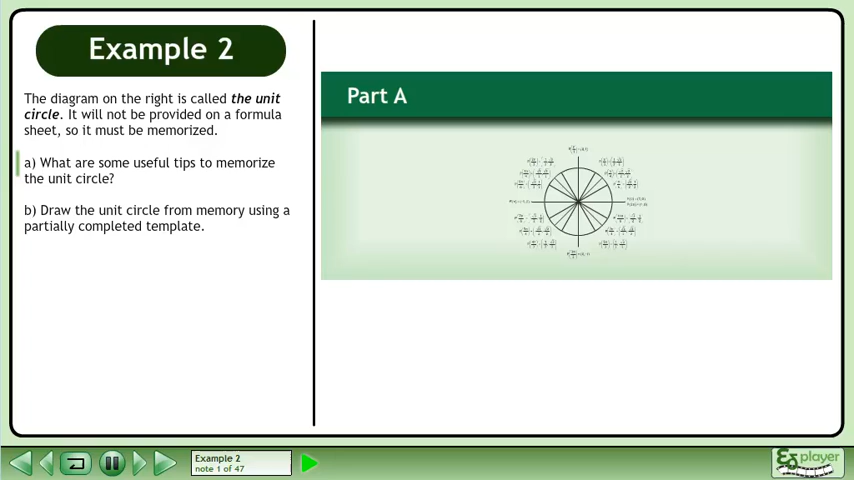 Example 2
The diagram on the right is called the unit
circle. It will not be provided on a formula
sheet, so it must be memorized.
a) What are some useful tips to memorize
the unit circle?
b) Draw the unit circle from memory using a
partially completed template.
Part A
Example 2
note 1 of 47
player